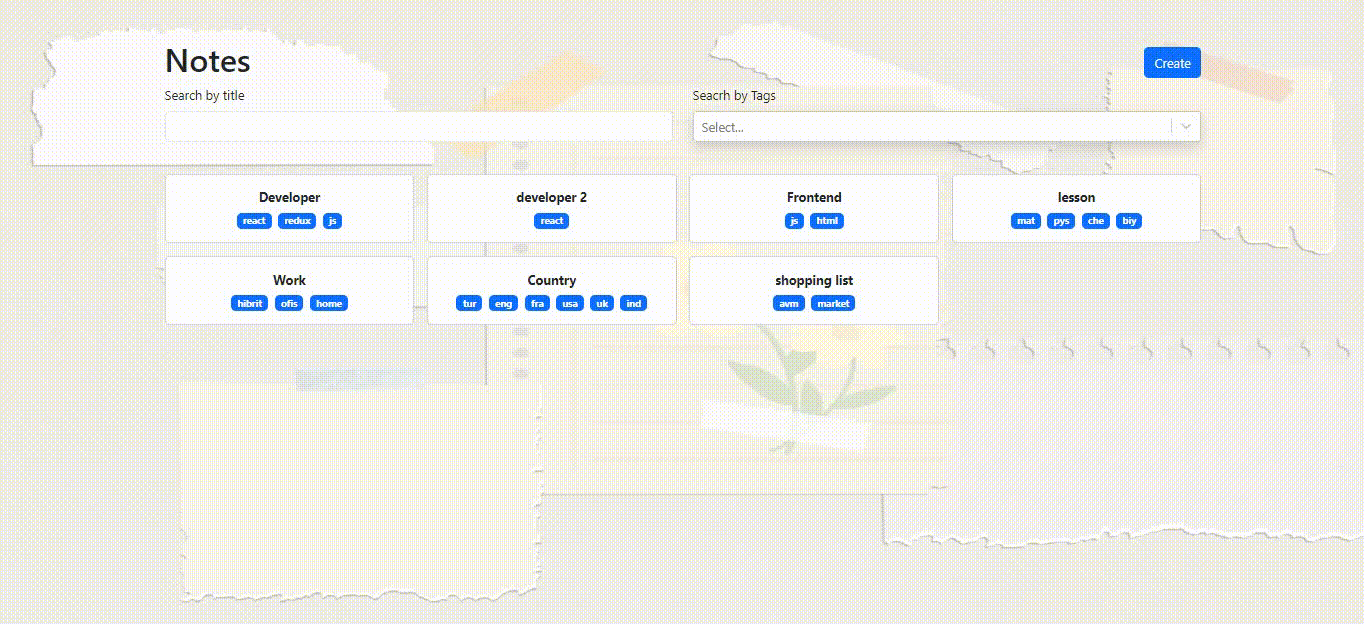 Notes
Create
Search by title
Seacrh by Tags
Select...
Developer
react redux js
developer 2
react
Frontend
js html
lesson
mat pys che biy
Work
hibrit ofis home
Country
tur eng fra usa uk ind
shopping list
avm market